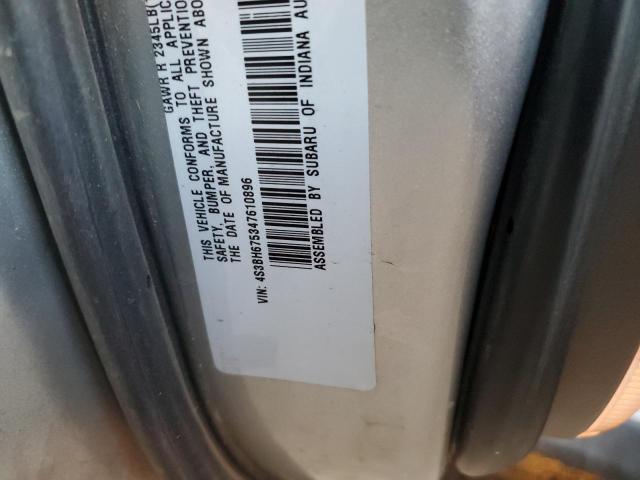 GAWR R 2345LB(
THIS VEHICLE CONFORMS TO ALL APPLIC
SAFETY, BUMPER, AND THEFT PREVENTION
THE DATE OF MANUFACTURE SHOWN ABO
VIN: 4S3BH675347610896
ASSEMBLED BY SUBARU OF INDIANA AU